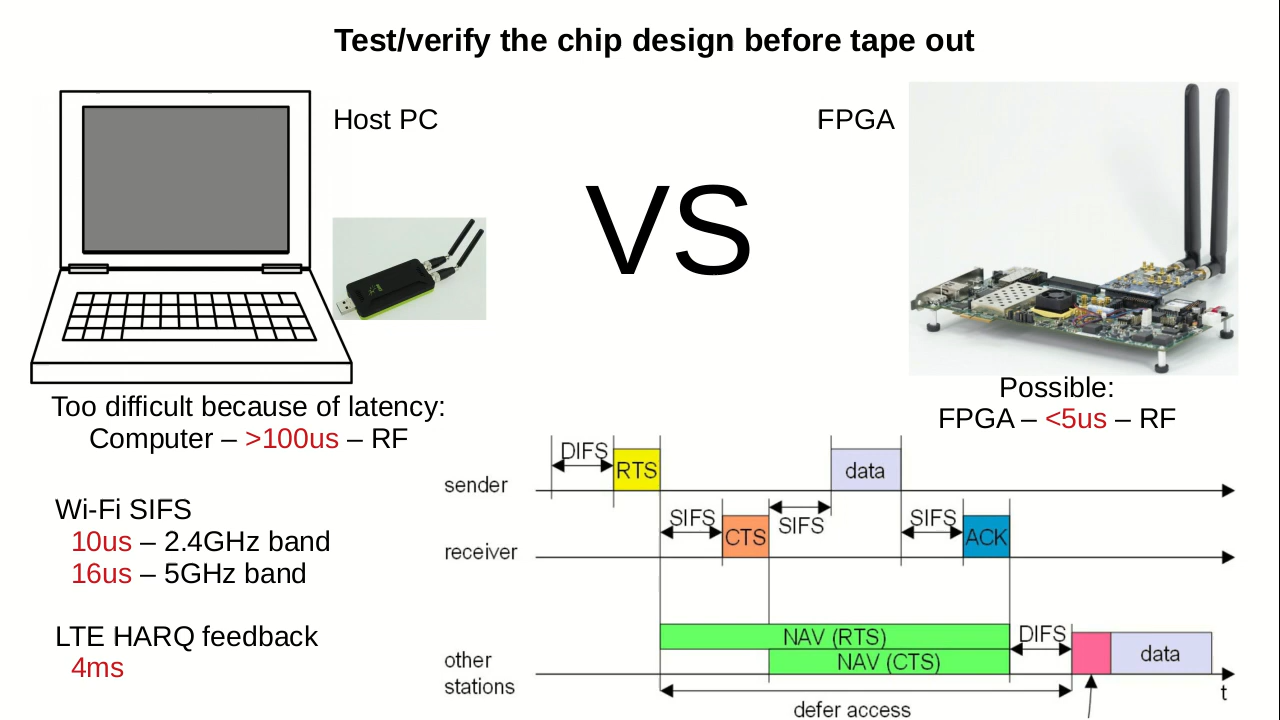 Test/verify the chip design before tape out
Host PC
FPGA
VS
Too difficult because of latency:
Computer – >100us – RF
Possible:
FPGA – <5us – RF
Wi-Fi SIFS
10us – 2.4GHz band
16us – 5GHz band
LTE HARQ feedback
4ms
DIFS
RTS
data
sender
SIFS
CTS
SIFS
SIFS
ACK
receiver
NAV (RTS)
DIFS
NAV (CTS)
data
other
stations
t
defer access